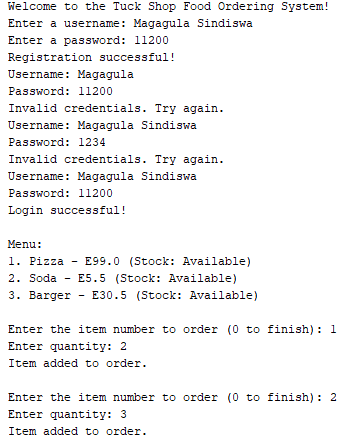 Welcome to the Tuck Shop Food Ordering System!
Enter a username: Magagula Sindiswa
Enter a password: 11200
Registration successful!
Username: Magagula
Password: 11200
Invalid credentials. Try again.
Username: Magagula Sindiswa
Password: 1234
Invalid credentials. Try again.
Username: Magagula Sindiswa
Password: 11200
Login successful!
Menu:
1. Pizza - E99.0 (Stock: Available)
2. Soda - E5.5 (Stock: Available)
3. Barger - E30.5 (Stock: Available)
Enter the item number to order (0 to finish): 1
Enter quantity: 2
Item added to order.
Enter the item number to order (0 to finish): 2
Enter quantity: 3
Item added to order.